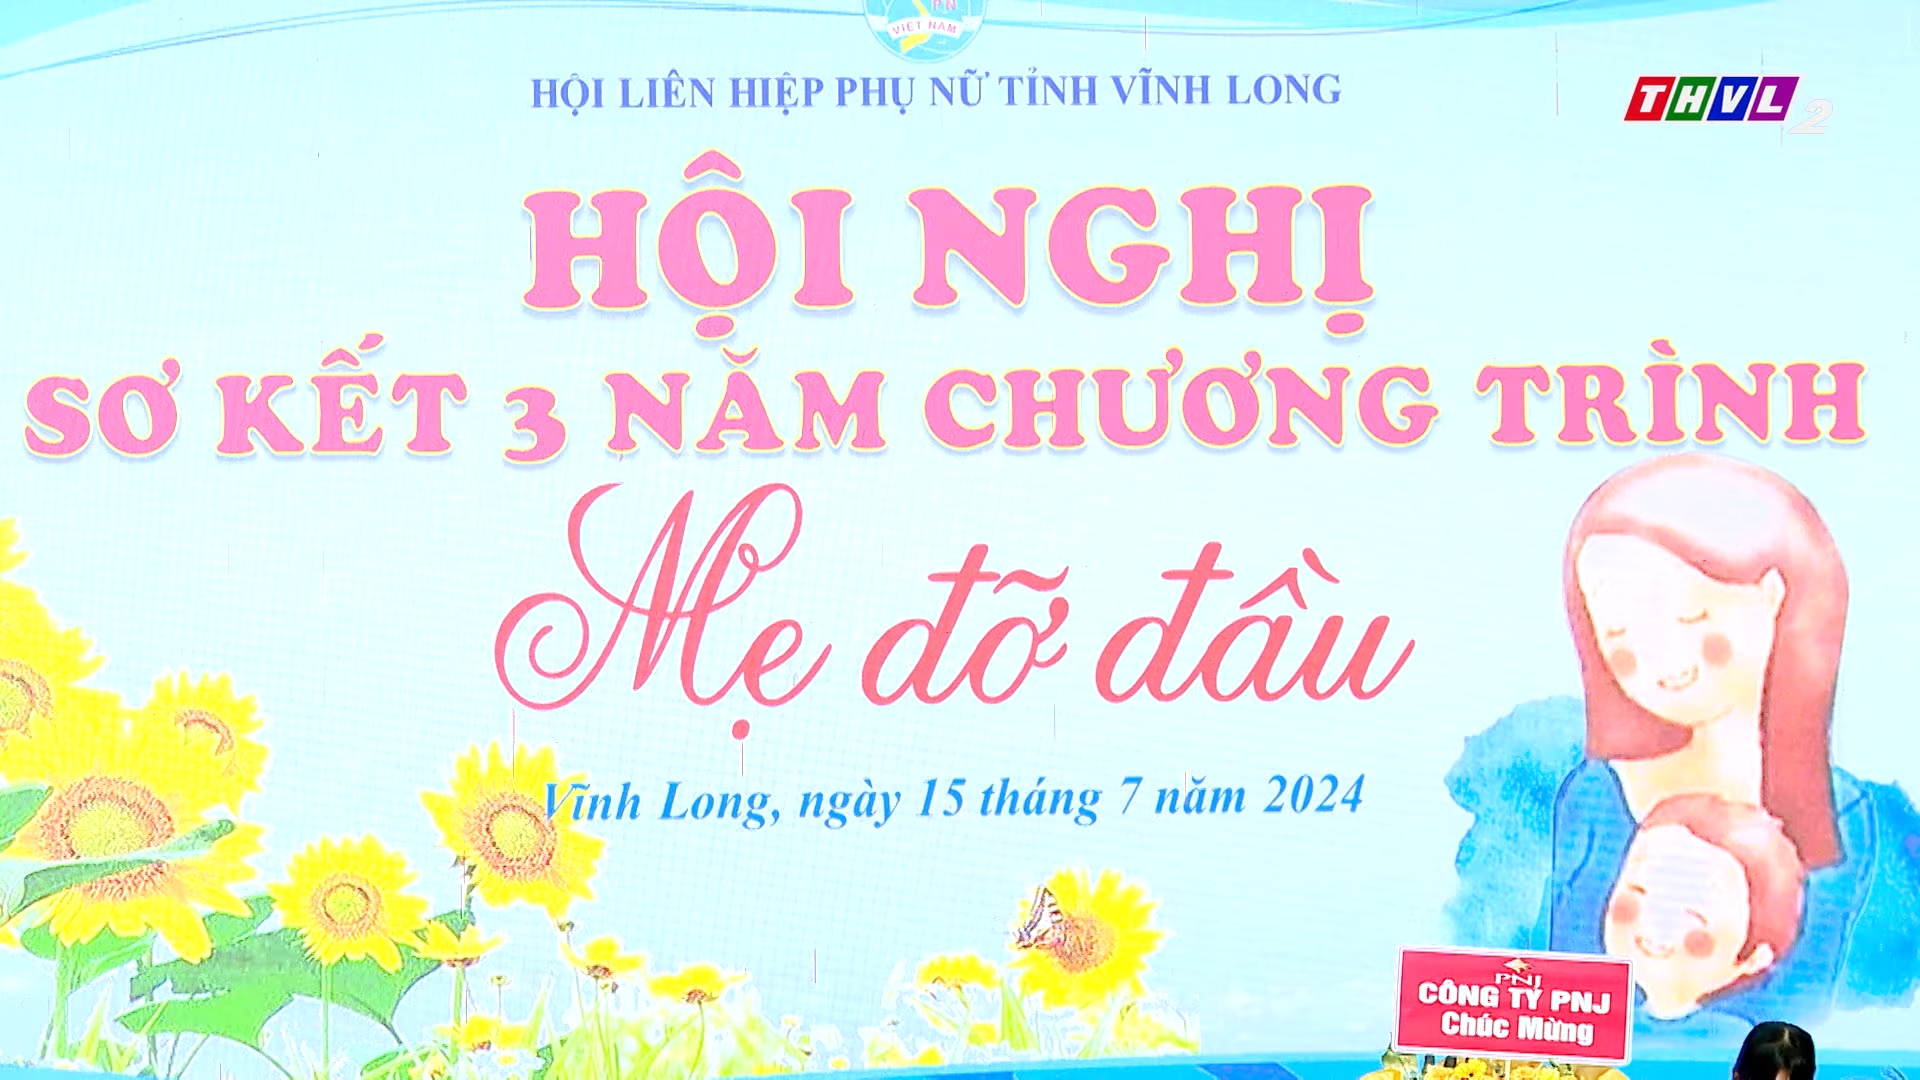 PN
VIỆT NAM
HỘI LIÊN HIỆP PHỤ NỮ TỈNH VĨNH LONG
THVL 2
HỘI NGHỊ
SƠ KẾT 3 NĂM CHƯƠNG TRÌNH
Mẹ đỡ đầu
Vĩnh Long, ngày 15 tháng 7 năm 2024
PNJ
CÔNG TY PNJ
Chúc Mừng